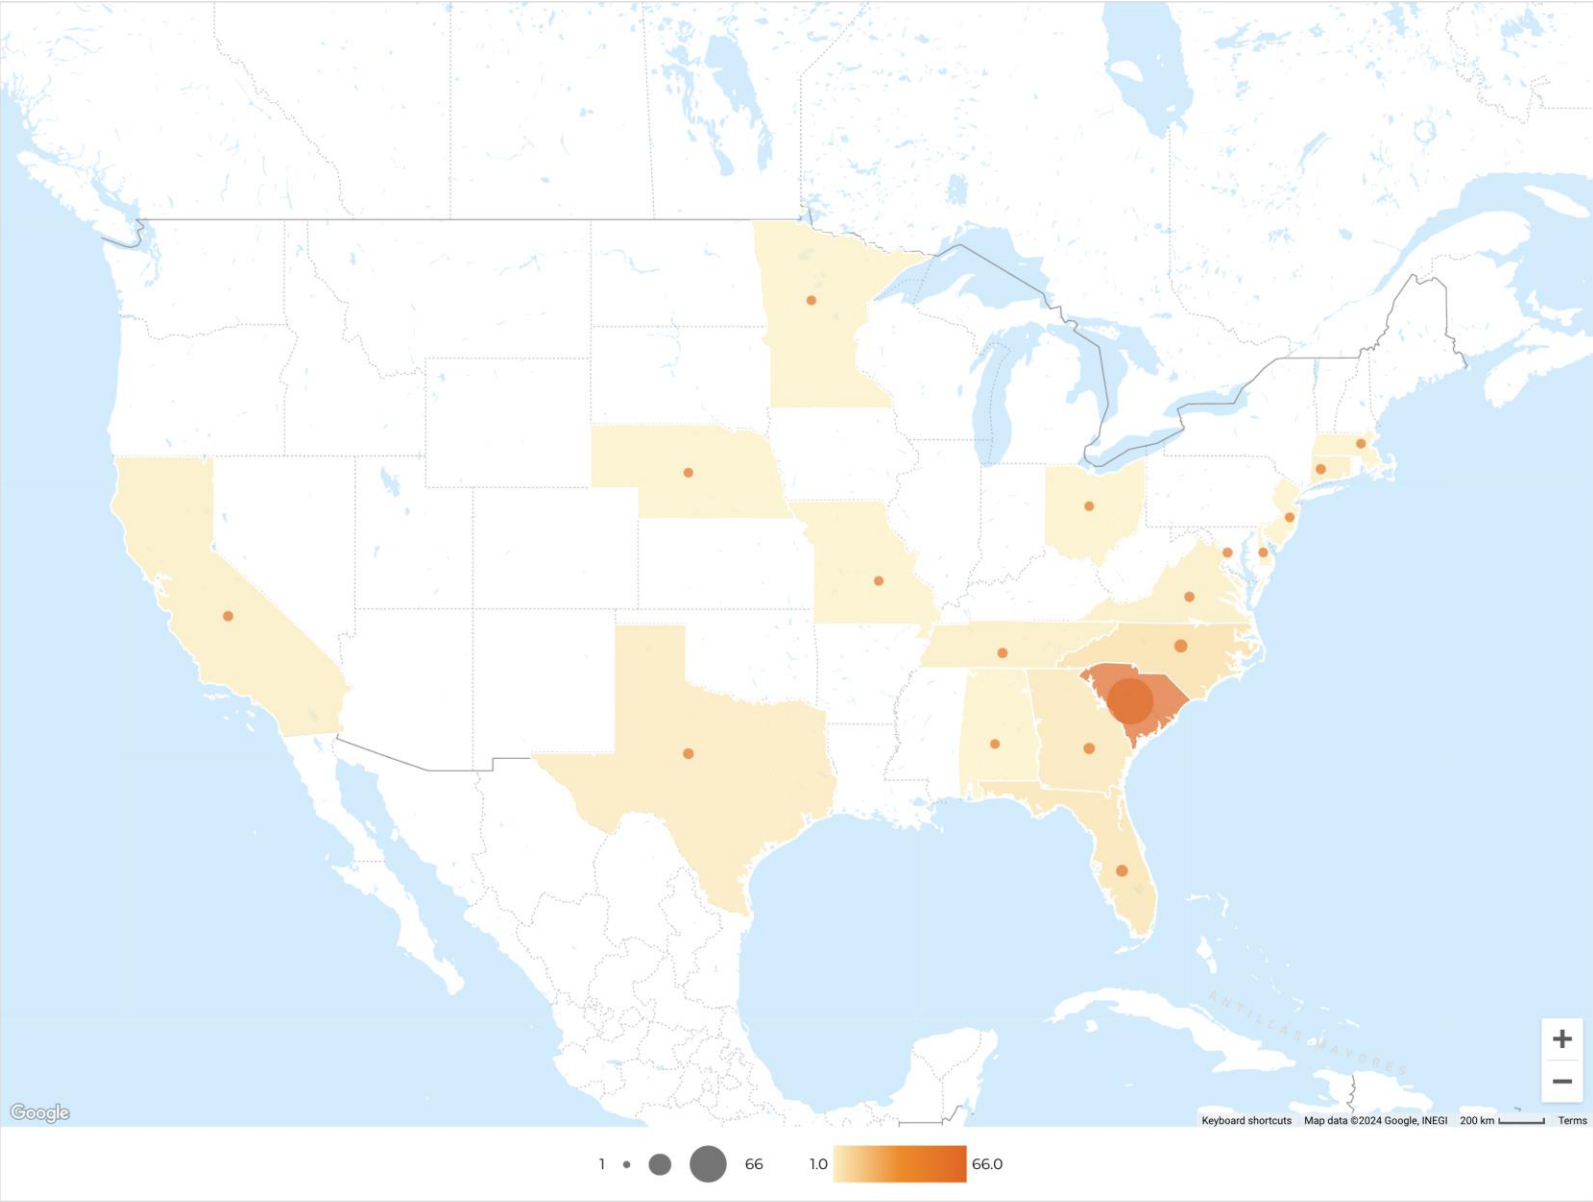 ANTILLAS MAYORES
+
−
Google
Keyboard shortcuts Map data ©2024 Google, INEGI 200 km Terms
1 66 1.0 66.0